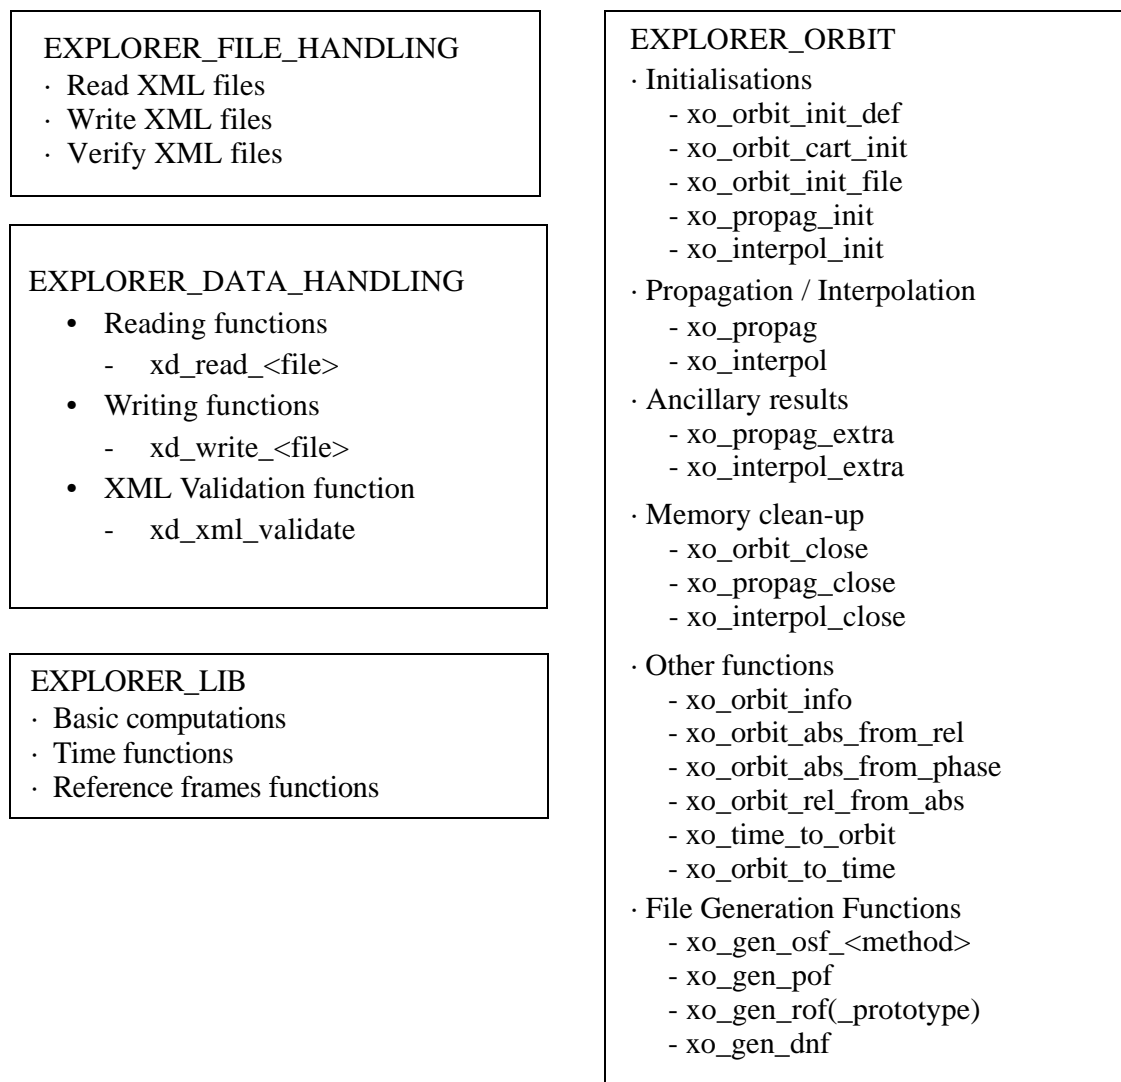 EXPLORER_FILE_HANDLING
· Read XML files
· Write XML files
· Verify XML files
EXPLORER_DATA_HANDLING
• Reading functions
- xd_read_<file>
• Writing functions
- xd_write_<file>
• XML Validation function
- xd_xml_validate
EXPLORER_LIB
· Basic computations
· Time functions
· Reference frames functions
EXPLORER_ORBIT
· Initialisations
- xo_orbit_init_def
- xo_orbit_cart_init
- xo_orbit_init_file
- xo_propag_init
- xo_interpol_init
· Propagation / Interpolation
- xo_propag
- xo_interpol
· Ancillary results
- xo_propag_extra
- xo_interpol_extra
· Memory clean-up
- xo_orbit_close
- xo_propag_close
- xo_interpol_close
· Other functions
- xo_orbit_info
- xo_orbit_abs_from_rel
- xo_orbit_abs_from_phase
- xo_orbit_rel_from_abs
- xo_time_to_orbit
- xo_orbit_to_time
· File Generation Functions
- xo_gen_osf_<method>
- xo_gen_pof
- xo_gen_rof(_prototype)
- xo_gen_dnf